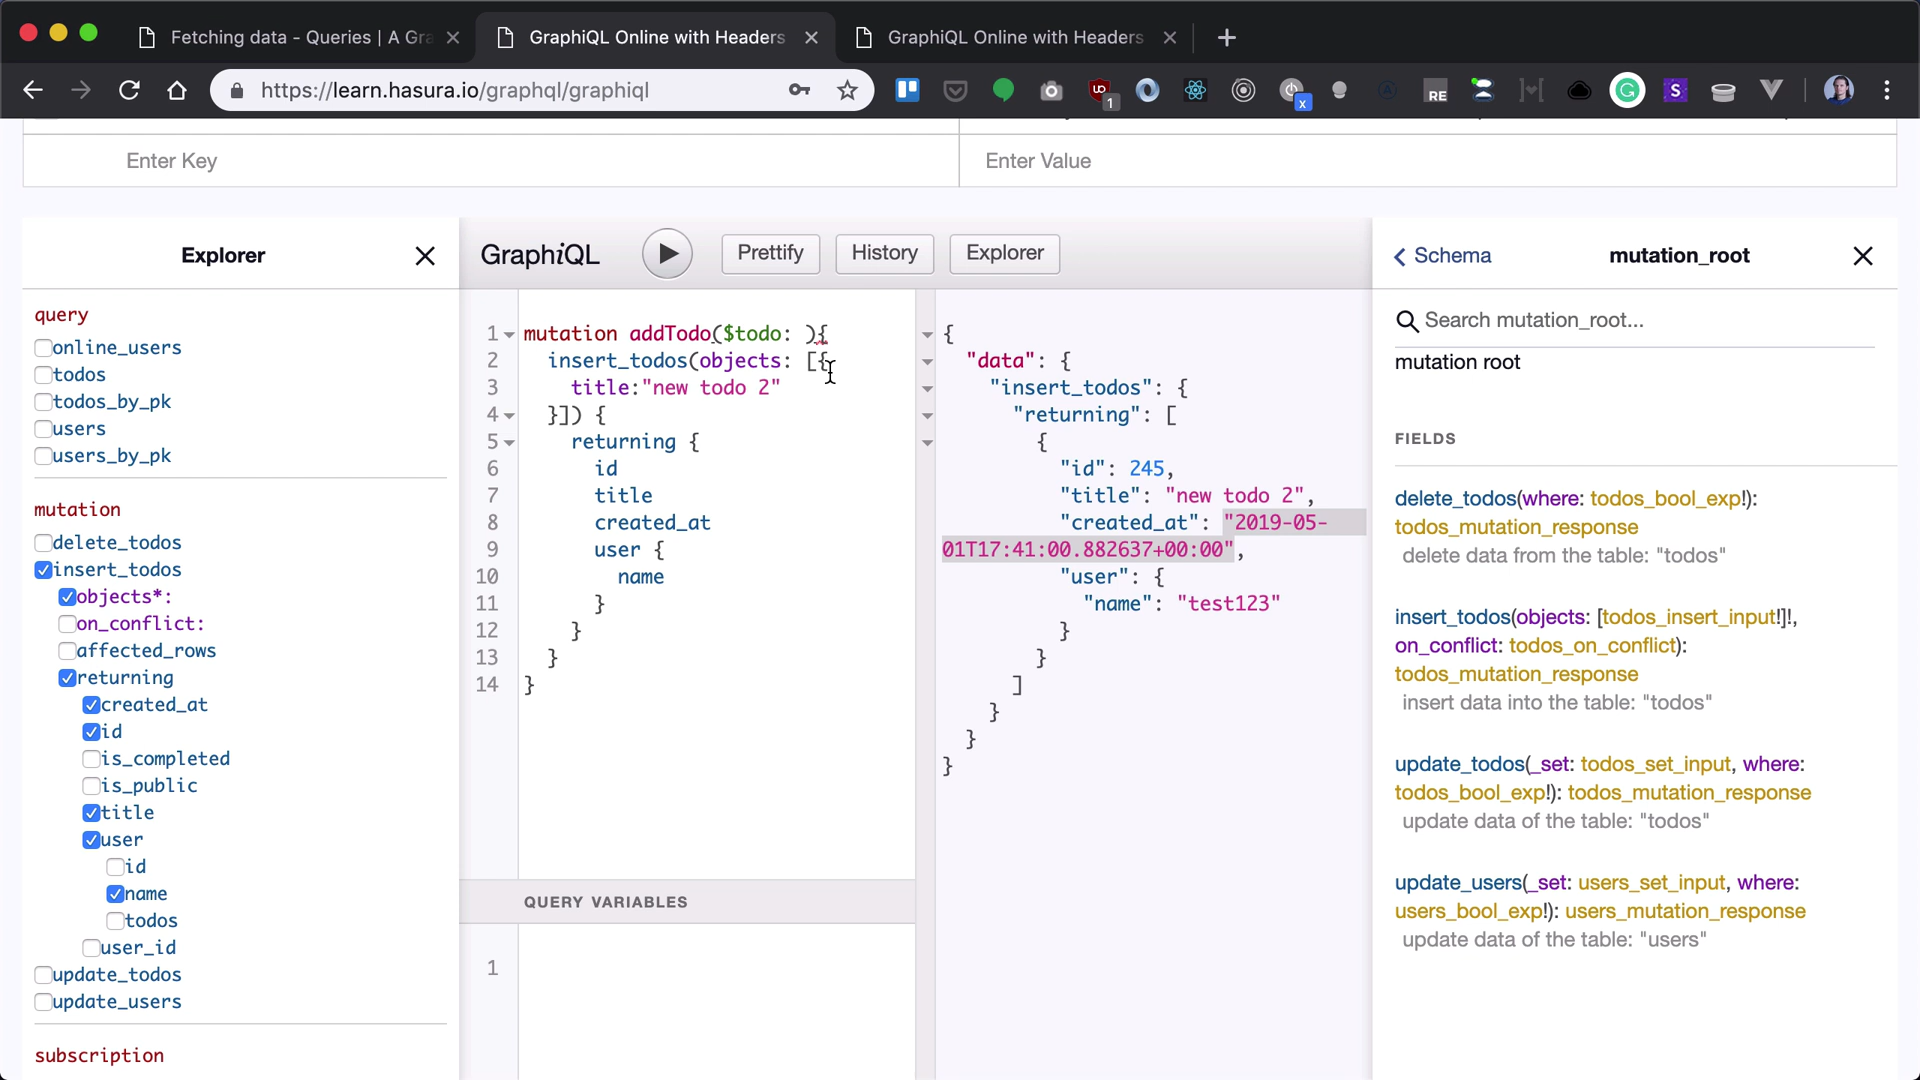 Fetching data - Queries | A Gra
GraphiQL Online with Headers
GraphiQL Online with Headers
https://learn.hasura.io/graphql/graphiql
UD
1
x
RE
S
Enter Key
Enter Value
Explorer
GraphiQL
Prettify
History
Explorer
Schema
mutation_root
query
online_users
todos
todos_by_pk
users
users_by_pk
mutation
delete_todos
insert_todos
objects*:
on_conflict:
affected_rows
returning
created_at
id
is_completed
is_public
title
user
id
name
todos
user_id
update_todos
update_users
subscription
1 mutation addTodo($todo: ){
2 insert_todos(objects: [{
3 title:"new todo 2"
4 }]) {
5 returning {
6 id
7 title
8 created_at
9 user {
10 name
11 }
12 }
13 }
14 }
QUERY VARIABLES
1
{
"data": {
"insert_todos": {
"returning": [
{
"id": 245,
"title": "new todo 2",
"created_at": "2019-05-
01T17:41:00.882637+00:00",
"user": {
"name": "test123"
}
}
]
}
}
}
Search mutation_root...
mutation root
FIELDS
delete_todos(where: todos_bool_exp!):
todos_mutation_response
delete data from the table: "todos"
insert_todos(objects: [todos_insert_input!]!,
on_conflict: todos_on_conflict):
todos_mutation_response
insert data into the table: "todos"
update_todos(_set: todos_set_input, where:
todos_bool_exp!): todos_mutation_response
update data of the table: "todos"
update_users(_set: users_set_input, where:
users_bool_exp!): users_mutation_response
update data of the table: "users"